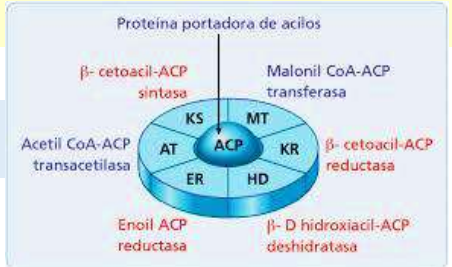 Proteína portadora de acilos
β- cetoacil-ACP
sintasa
Malonil CoA-ACP
transferasa
KS
MT
Acetil CoA-ACP
transacetilasa
AT
ACP
KR
β- cetoacil-ACP
reductasa
ER
HD
Enoil ACP
reductasa
β- D hidroxiacil-ACP
deshidratasa